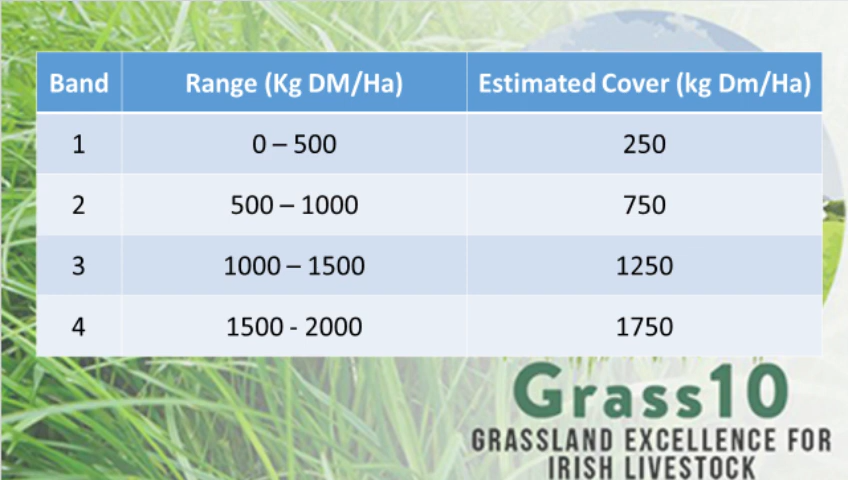 Band Range (Kg DM/Ha) Estimated Cover (kg Dm/Ha)
1 0 – 500 250
2 500 – 1000 750
3 1000 – 1500 1250
4 1500 - 2000 1750
Grass10
GRASSLAND EXCELLENCE FOR
IRISH LIVESTOCK